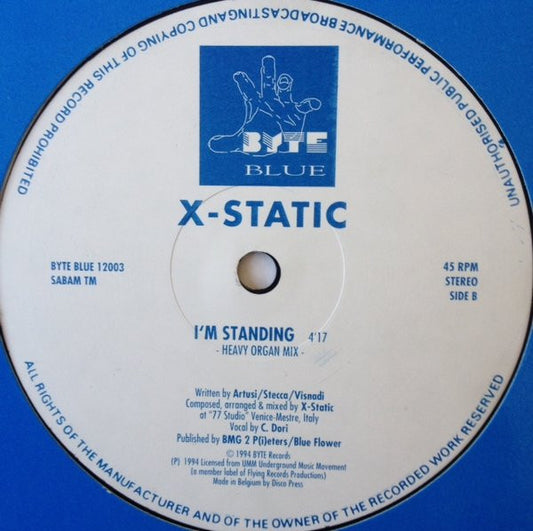 UNAUTHORISED PUBLIC PERFORMANCE BROADCASTING AND COPYING OF THIS RECORD PROHIBITED
BYTE
BLUE
X-STATIC
BYTE BLUE 12003
SABAM TM
45 RPM
STEREO
SIDE B
I'M STANDING 4'17
- HEAVY ORGAN MIX -
Written by Artusi/Stecca/Visnadi
Composed, arranged & mixed by X-Static
at "77 Studio" Venice-Mestre, Italy
Vocal by C. Dori
Published by BMG 2 P(i)eters/Blue Flower
© 1994 BYTE Records
(P) 1994 Licensed from UMM Underground Music Movement
(a member label of Flying Records Productions)
Made in Belgium by Disco Press
ALL RIGHTS OF THE MANUFACTURER AND OF THE OWNER OF THE RECORDED WORK RESERVED